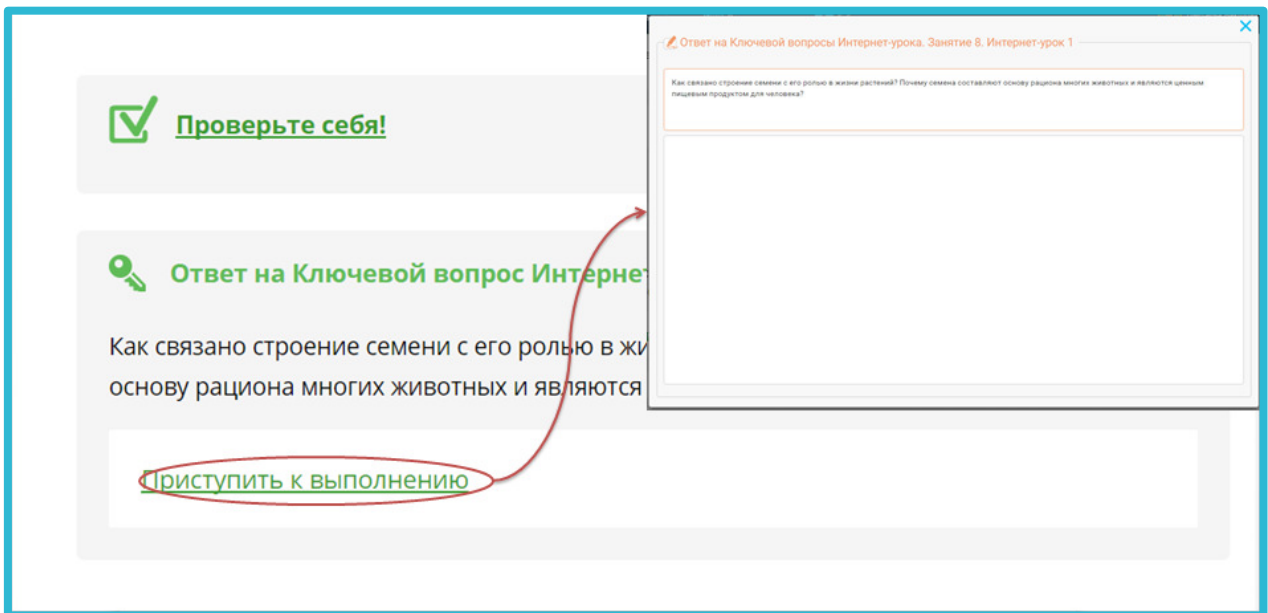 Проверьте себя!
Ответ на Ключевой вопрос Интернет
Как связано строение семени с его ролью в жи
основу рациона многих животных и являются
Приступить к выполнению
Ответ на Ключевой вопросы Интернет-урока. Занятие 8. Интернет-урок 1
Как связано строение семени с его ролью в жизни растений? Почему семена составляют основу рациона многих животных и являются ценным
пищевым продуктом для человека?